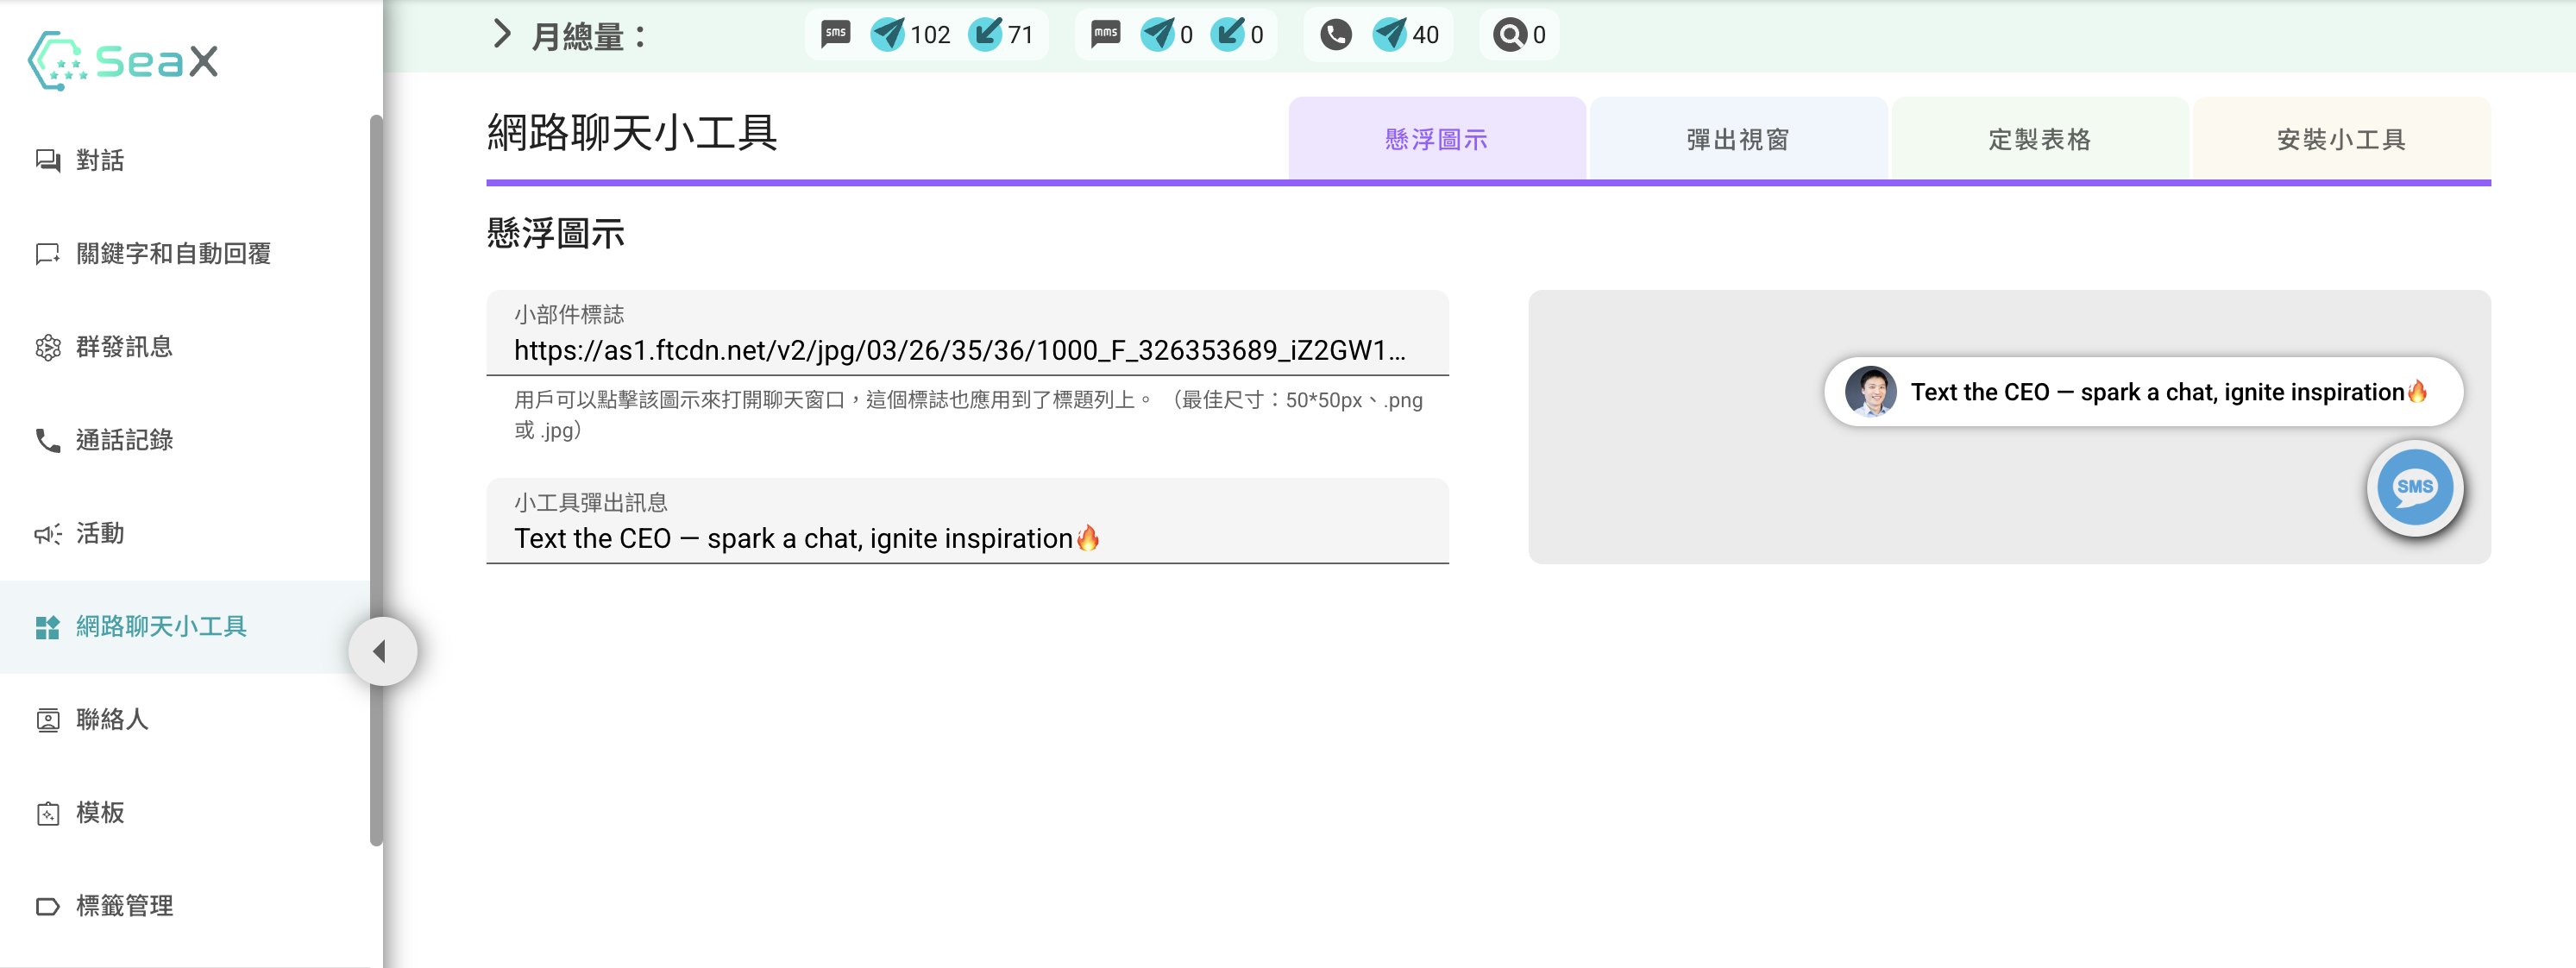 SeaX
對話
關鍵字和自動回覆
群發訊息
通話記錄
活動
網路聊天小工具
聯絡人
模板
標籤管理
月總量：
sms 102 71
mms 0 0
40
0
網路聊天小工具
懸浮圖示
彈出視窗
定製表格
安裝小工具
懸浮圖示
小部件標誌
https://as1.ftcdn.net/v2/jpg/03/26/35/36/1000_F_326353689_iZ2GW1...
用戶可以點擊該圖示來打開聊天窗口，這個標誌也應用到了標題列上。（最佳尺寸：50*50px、.png
或 .jpg）
小工具彈出訊息
Text the CEO — spark a chat, ignite inspiration🔥
Text the CEO — spark a chat, ignite inspiration🔥
SMS